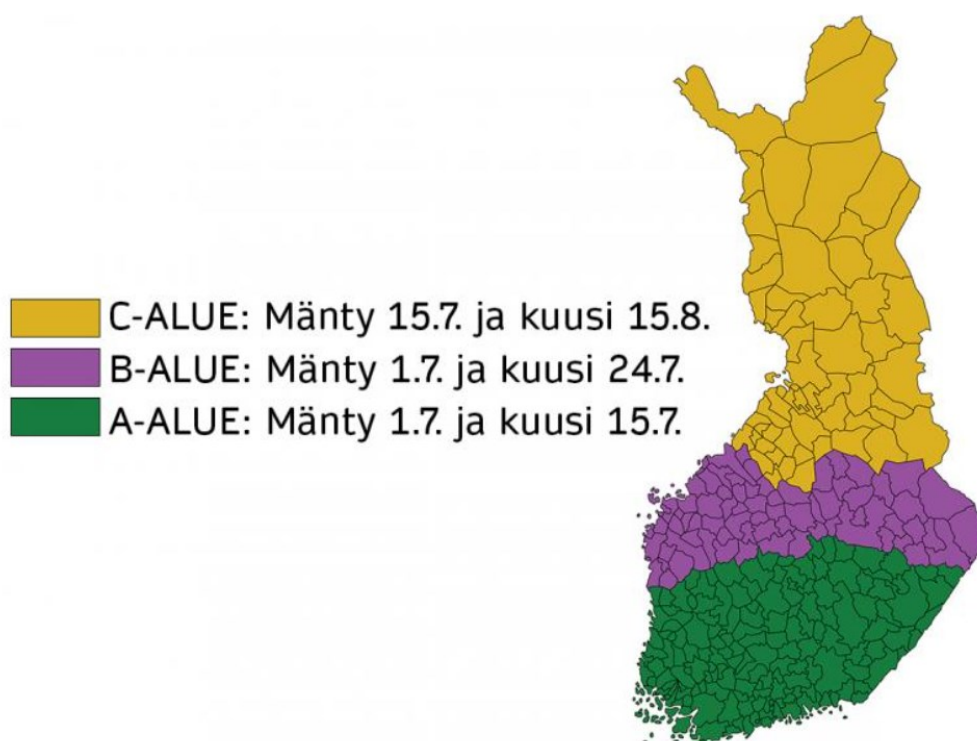 C-ALUE: Mänty 15.7. ja kuusi 15.8.
B-ALUE: Mänty 1.7. ja kuusi 24.7.
A-ALUE: Mänty 1.7. ja kuusi 15.7.